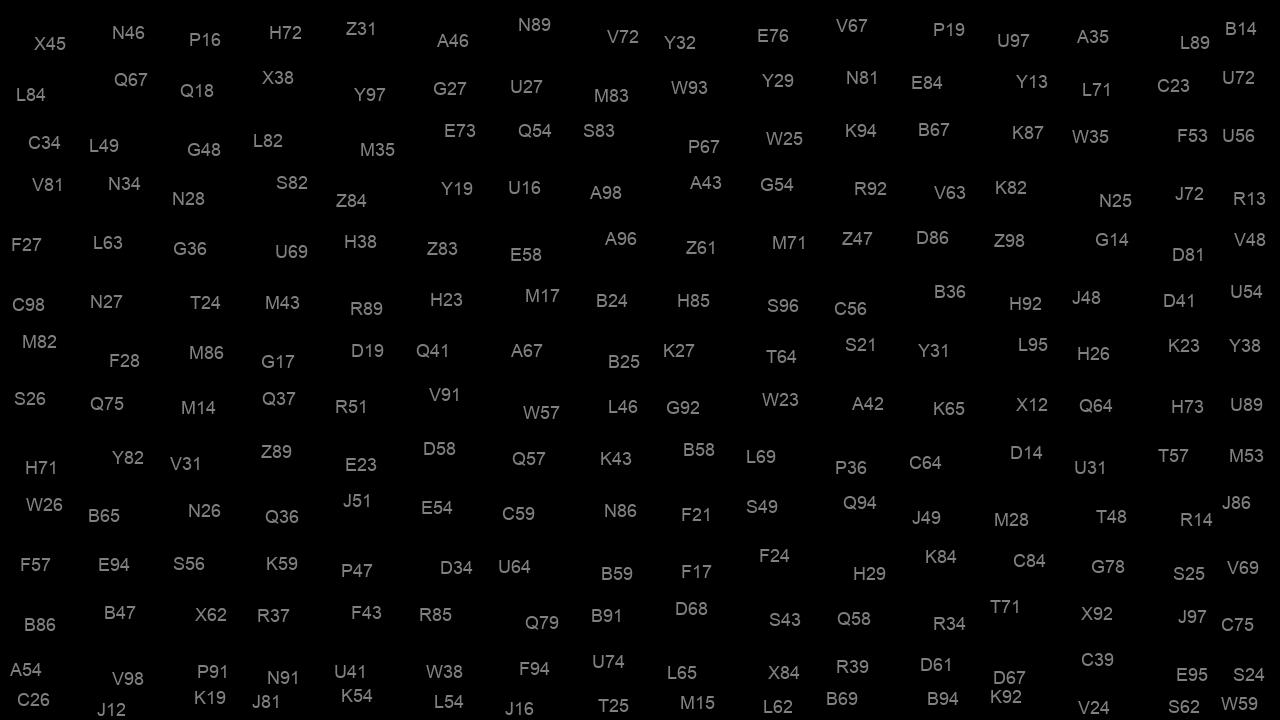 X45 N46 P16 H72 Z31 A46 N89 V72 Y32 E76 V67 P19 U97 A35 L89 B14
L84 Q67 Q18 X38 Y97 G27 U27 M83 W93 Y29 N81 E84 Y13 L71 C23 U72
C34 L49 G48 L82 M35 E73 Q54 S83 P67 W25 K94 B67 K87 W35 F53 U56
V81 N34 N28 S82 Z84 Y19 U16 A98 A43 G54 R92 V63 K82 N25 J72 R13
F27 L63 G36 U69 H38 Z83 E58 A96 Z61 M71 Z47 D86 Z98 G14 D81 V48
C98 N27 T24 M43 R89 H23 M17 B24 H85 S96 C56 B36 H92 J48 D41 U54
M82 F28 M86 G17 D19 Q41 A67 B25 K27 T64 S21 Y31 L95 H26 K23 Y38
S26 Q75 M14 Q37 R51 V91 W57 L46 G92 W23 A42 K65 X12 Q64 H73 U89
H71 Y82 V31 Z89 E23 D58 Q57 K43 B58 L69 P36 C64 D14 U31 T57 M53
W26 B65 N26 Q36 J51 E54 C59 N86 F21 S49 Q94 J49 M28 T48 R14 J86
F57 E94 S56 K59 P47 D34 U64 B59 F17 F24 H29 K84 C84 G78 S25 V69
B86 B47 X62 R37 F43 R85 Q79 B91 D68 S43 Q58 R34 T71 X92 J97 C75
A54 V98 P91 N91 U41 W38 F94 U74 L65 X84 R39 D61 D67 C39 E95 S24
C26 J12 K19 J81 K54 L54 J16 T25 M15 L62 B69 B94 K92 V24 S62 W59